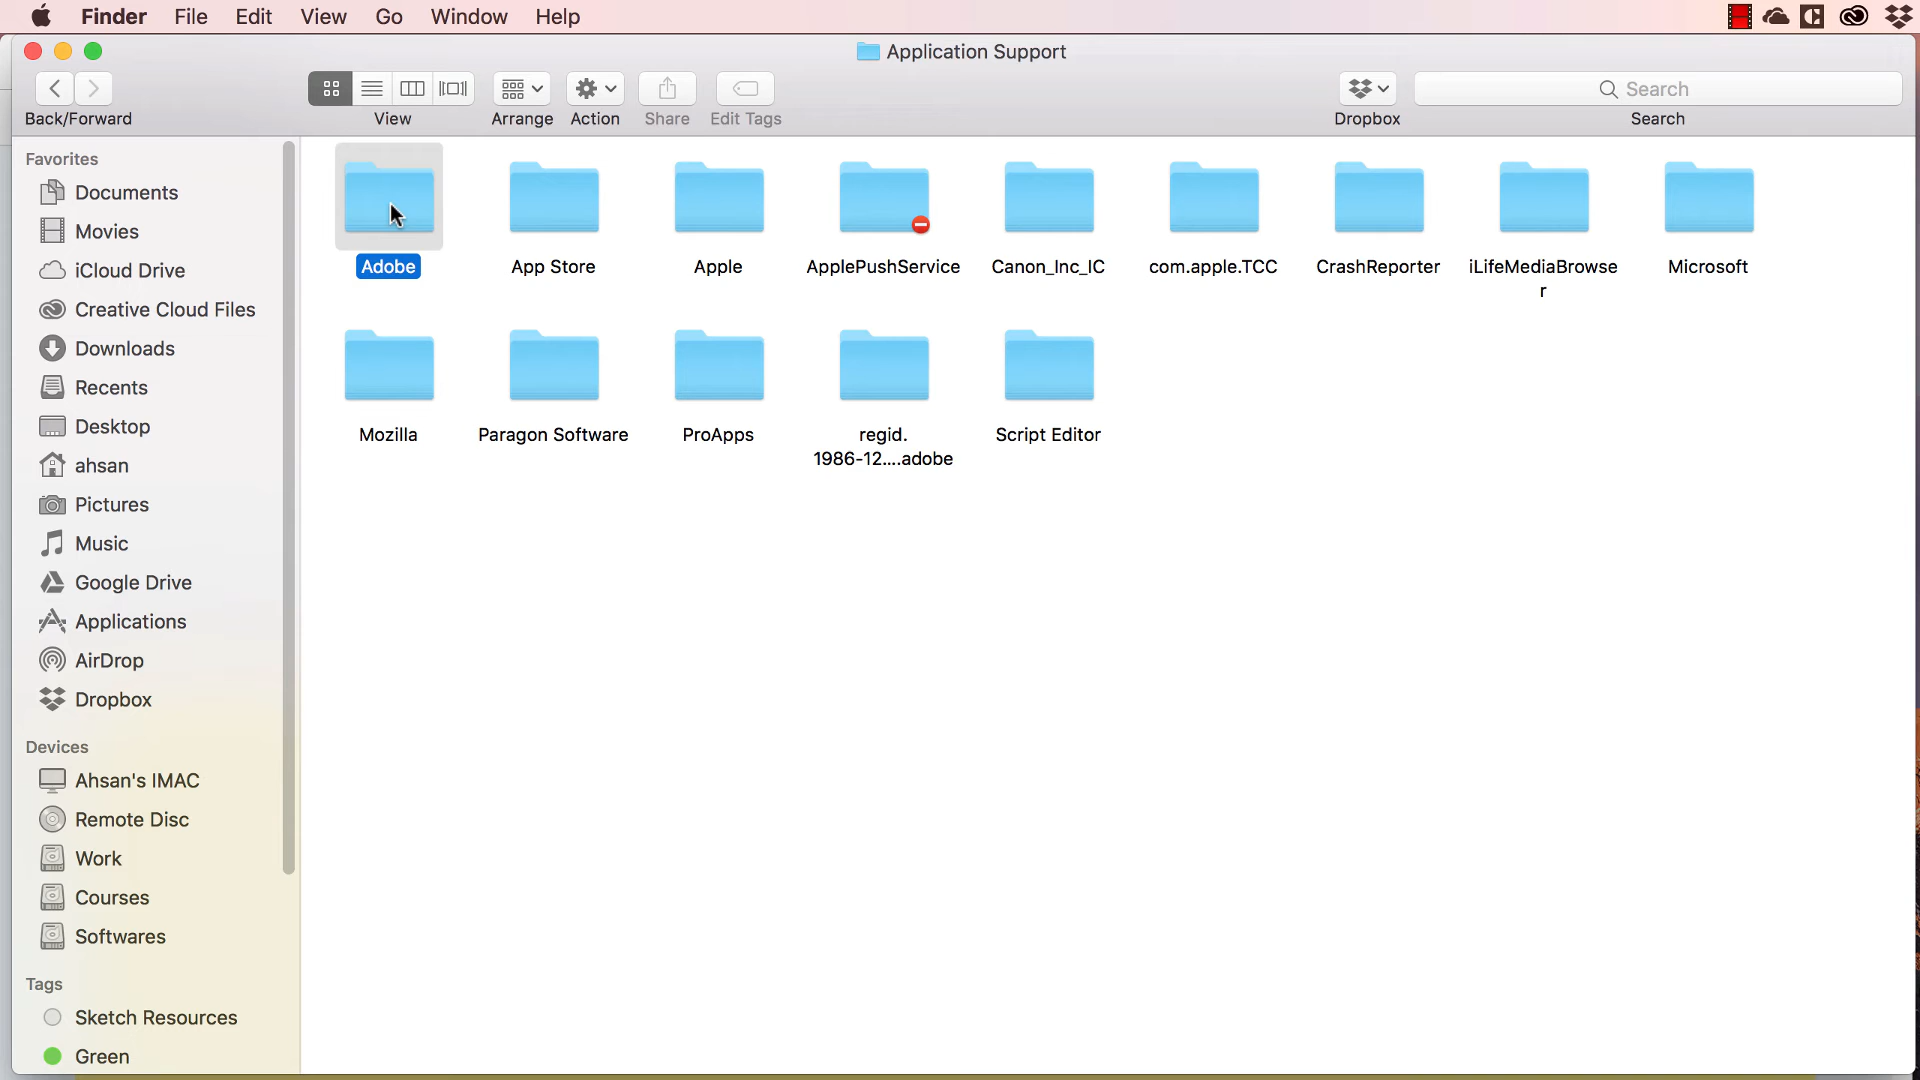 Finder File Edit View Go Window Help
Application Support
Back/Forward View Arrange Action Share Edit Tags Dropbox Search
Search
Favorites
Documents
Movies
iCloud Drive
Creative Cloud Files
Downloads
Recents
Desktop
ahsan
Pictures
Music
Google Drive
Applications
AirDrop
Dropbox
Devices
Ahsan's IMAC
Remote Disc
Work
Courses
Softwares
Tags
Sketch Resources
Green
Adobe App Store Apple ApplePushService Canon_Inc_IC com.apple.TCC CrashReporter iLifeMediaBrowse
r
Microsoft
Mozilla Paragon Software ProApps regid.
1986-12....adobe
Script Editor